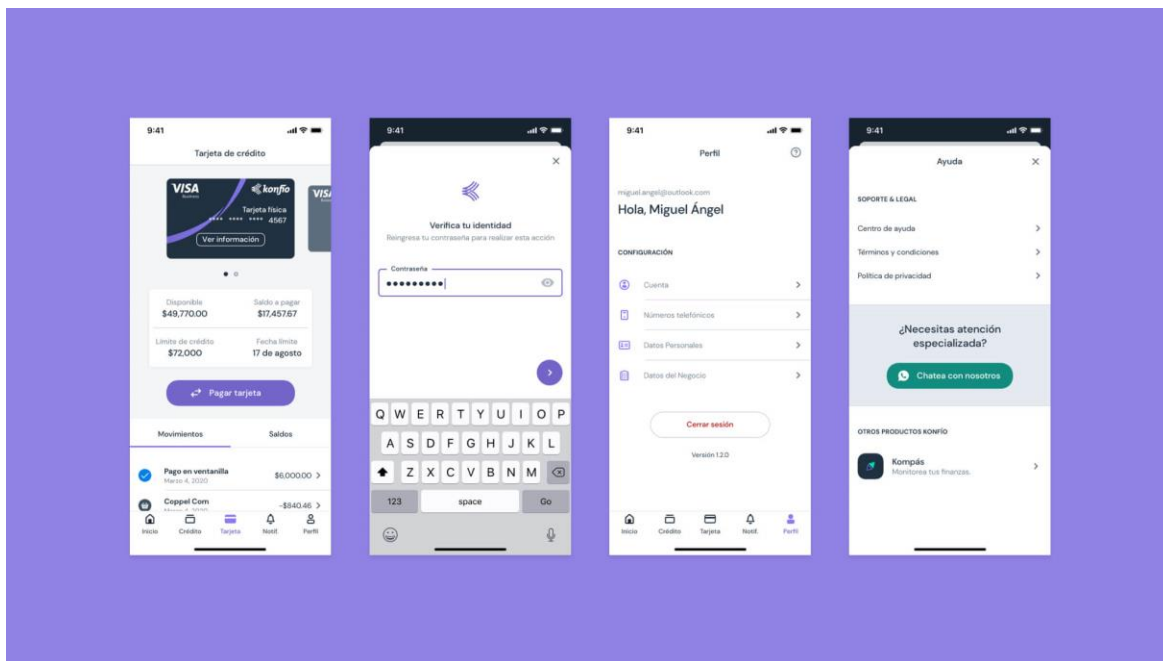 9:41
Tarjeta de crédito
VISA
Business
konfío
Tarjeta física
**** **** **** 4567
Ver información
Disponible
$49,770.00
Saldo a pagar
$17,457.67
Límite de crédito
$72,000
Fecha límite
17 de agosto
Pagar tarjeta
Movimientos
Saldos
Pago en ventanilla
Marzo 4, 2020
$6,000.00
Coppel Com
-$840.46
Inicio
Crédito
Tarjeta
Notif.
Perfil
9:41
Verifica tu identidad
Reingresa tu contraseña para realizar esta acción
Contraseña
Q W E R T Y U I O P
A S D F G H J K L
Z X C V B N M
123
space
Go
9:41
Perfil
miguel.angel@outlook.com
Hola, Miguel Ángel
CONFIGURACIÓN
Cuenta
Números telefónicos
Datos Personales
Datos del Negocio
Cerrar sesión
Versión 1.2.0
Inicio
Crédito
Tarjeta
Notif.
Perfil
9:41
Ayuda
SOPORTE & LEGAL
Centro de ayuda
Términos y condiciones
Política de privacidad
¿Necesitas atención
especializada?
Chatea con nosotros
OTROS PRODUCTOS KONFÍO
Kompás
Monitorea tus finanzas.